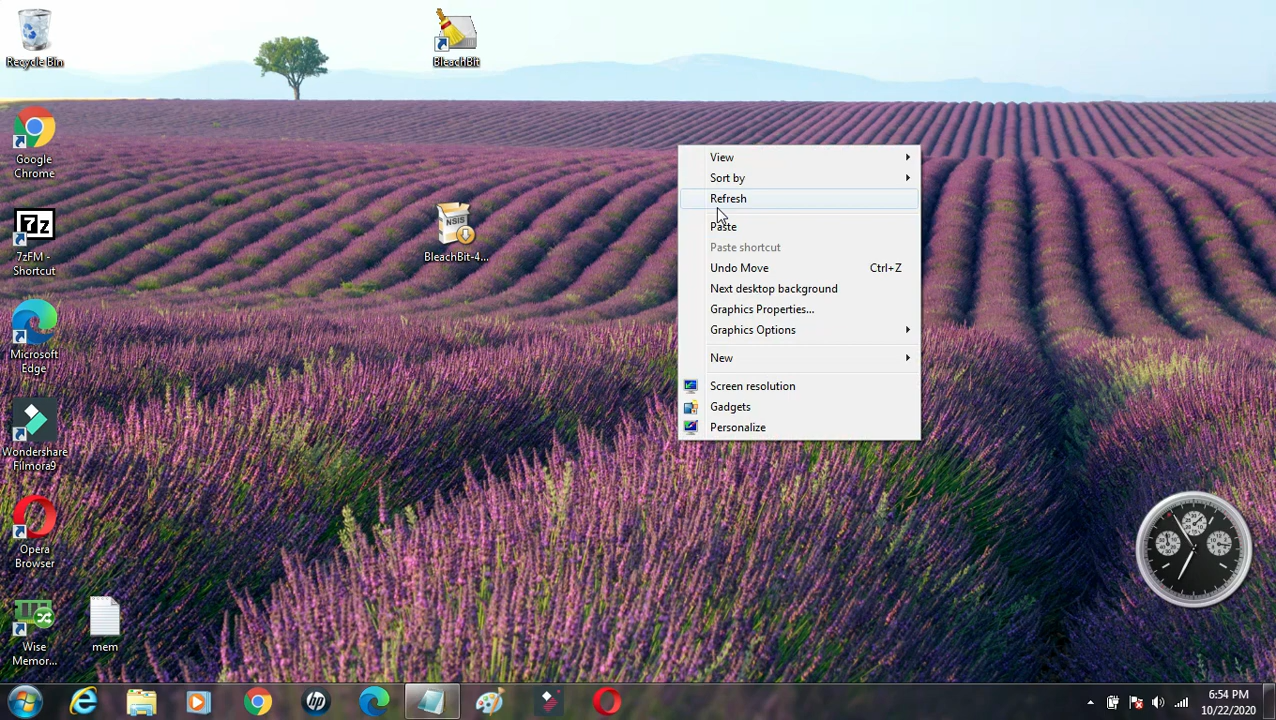 Recycle Bin
BleachBit
Google
Chrome
7z
7zFM -
Shortcut
NSIS
BleachBit-4...
Microsoft
Edge
Wondershare
Filmora9
Opera
Browser
Wise
Memor...
mem
View
Sort by
Refresh
Paste
Paste shortcut
Undo Move Ctrl+Z
Next desktop background
Graphics Properties...
Graphics Options
New
Screen resolution
Gadgets
Personalize
hp
6:54 PM
10/22/2020